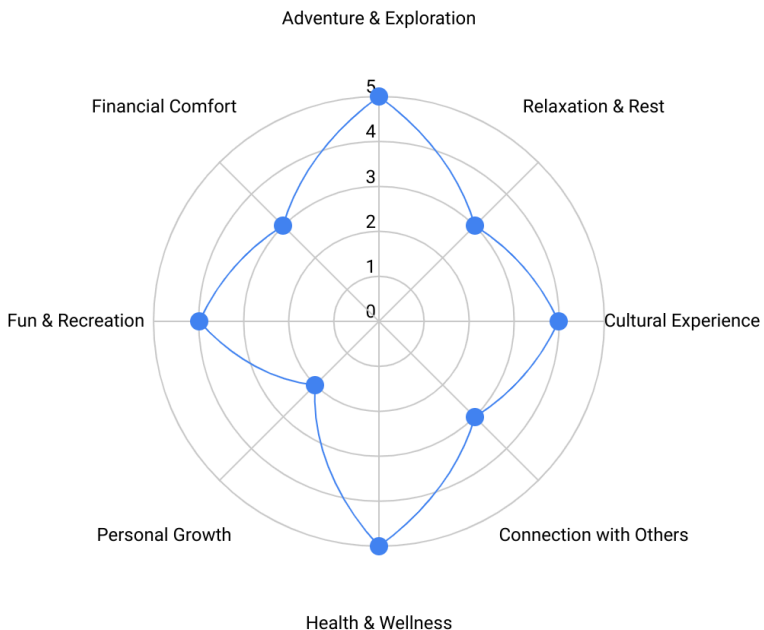 Adventure & Exploration
Financial Comfort
Relaxation & Rest
5
4
3
2
1
0
Fun & Recreation
Cultural Experience
Personal Growth
Connection with Others
Health & Wellness